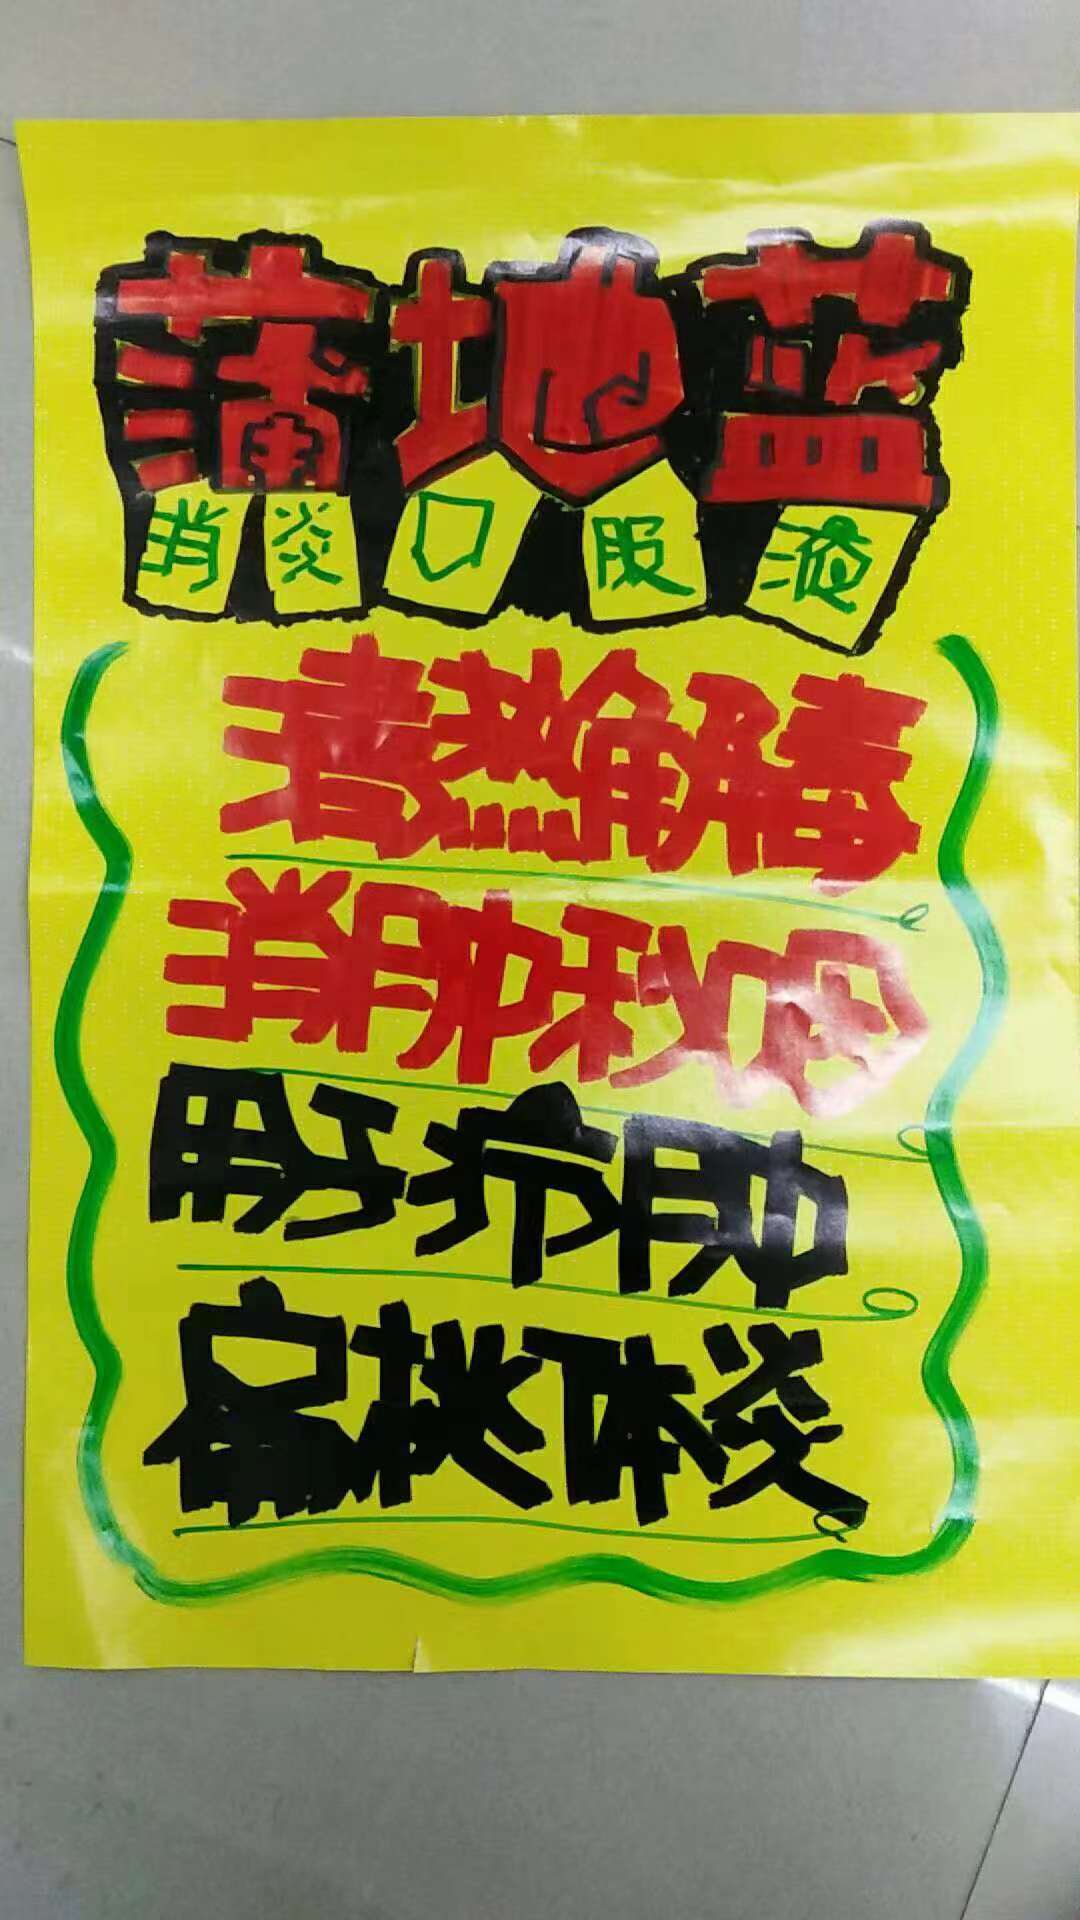 蒲地蓝
消炎口服液
清热解毒
消肿利咽
用于疖肿
扁桃体炎